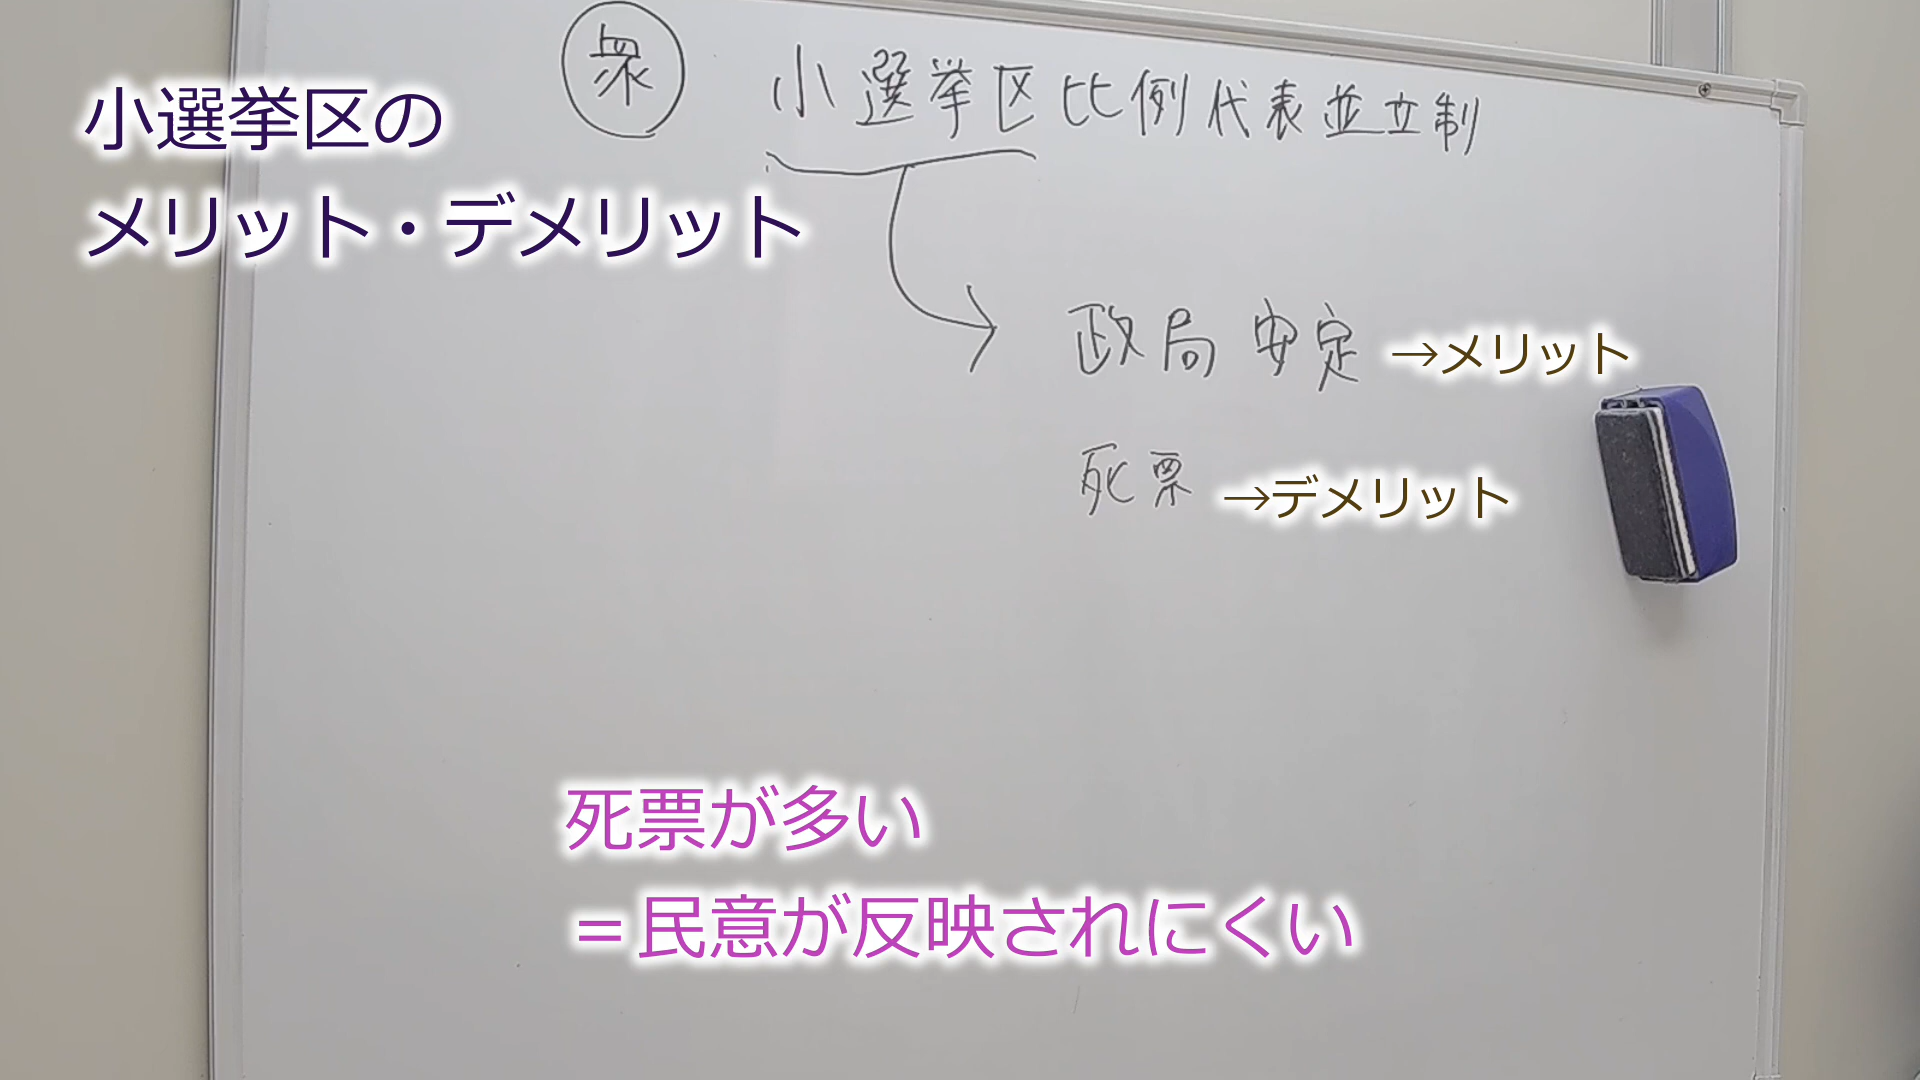 衆 小選挙区比例代表並立制
小選挙区の
メリット・デメリット
政局安定 →メリット
死票 →デメリット
死票が多い
＝民意が反映されにくい